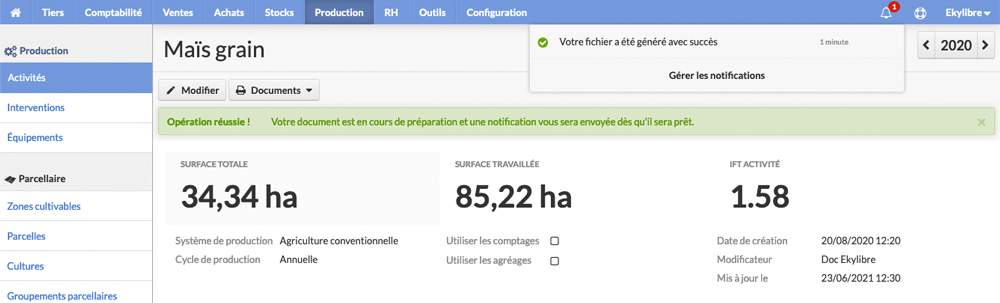 Tiers Comptabilité Ventes Achats Stocks Production RH Outils Configuration 1 Ekylibre
Production
Activités
Interventions
Équipements
Parcellaire
Zones cultivables
Parcelles
Cultures
Groupements parcellaires
Maïs grain
Votre fichier a été généré avec succès 1 minute
Gérer les notifications
2020
Modifier Documents
Opération réussie ! Votre document est en cours de préparation et une notification vous sera envoyée dès qu'il sera prêt. ×
SURFACE TOTALE SURFACE TRAVAILLÉE IFT ACTIVITÉ
34,34 ha 85,22 ha 1.58
Système de production Agriculture conventionnelle Utiliser les comptages Date de création 20/08/2020 12:20
Cycle de production Annuelle Utiliser les agréages Modificateur Doc Ekylibre
Mis à jour le 23/06/2021 12:30